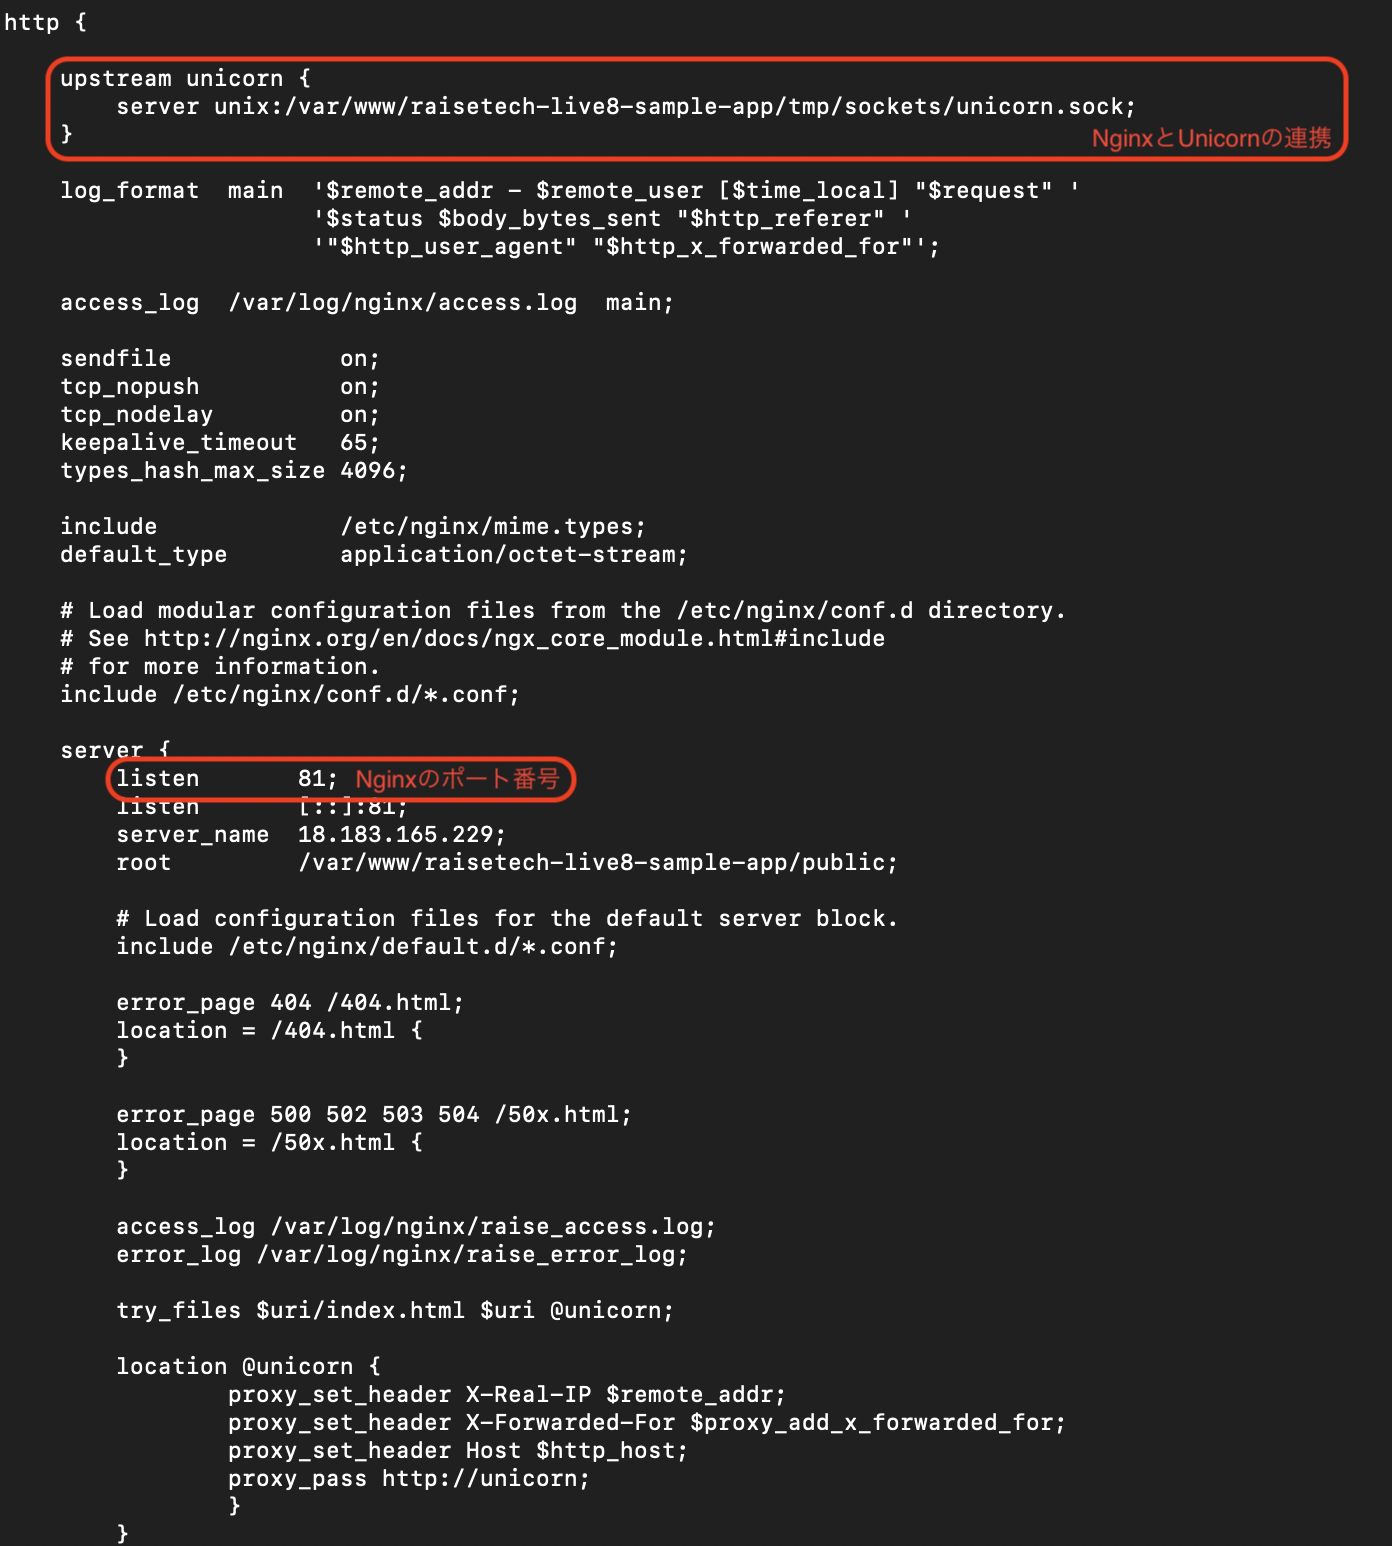 http {
upstream unicorn {
server unix:/var/www/raisetech-live8-sample-app/tmp/sockets/unicorn.sock;
}
NginxとUnicornの連携
log_format  main  '$remote_addr - $remote_user [$time_local] "$request" '
'$status $body_bytes_sent "$http_referer" '
'"$http_user_agent" "$http_x_forwarded_for"';
access_log  /var/log/nginx/access.log  main;
sendfile            on;
tcp_nopush          on;
tcp_nodelay         on;
keepalive_timeout   65;
types_hash_max_size 4096;
include             /etc/nginx/mime.types;
default_type        application/octet-stream;
# Load modular configuration files from the /etc/nginx/conf.d directory.
# See http://nginx.org/en/docs/ngx_core_module.html#include
# for more information.
include /etc/nginx/conf.d/*.conf;
server {
listen       81; Nginxのポート番号
listen       [::]:81;
server_name  18.183.165.229;
root         /var/www/raisetech-live8-sample-app/public;
# Load configuration files for the default server block.
include /etc/nginx/default.d/*.conf;
error_page 404 /404.html;
location = /404.html {
}
error_page 500 502 503 504 /50x.html;
location = /50x.html {
}
access_log /var/log/nginx/raise_access.log;
error_log /var/log/nginx/raise_error_log;
try_files $uri/index.html $uri @unicorn;
location @unicorn {
proxy_set_header X-Real-IP $remote_addr;
proxy_set_header X-Forwarded-For $proxy_add_x_forwarded_for;
proxy_set_header Host $http_host;
proxy_pass http://unicorn;
}
}